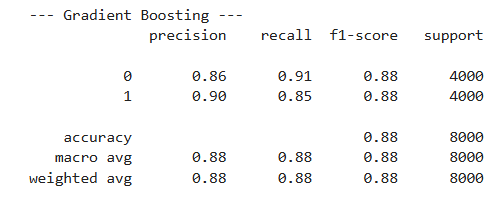 --- Gradient Boosting ---
precision recall f1-score support
0 0.86 0.91 0.88 4000
1 0.90 0.85 0.88 4000
accuracy 0.88 8000
macro avg 0.88 0.88 0.88 8000
weighted avg 0.88 0.88 0.88 8000